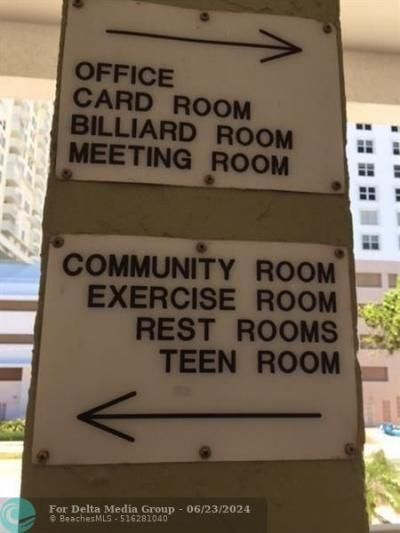 OFFICE
CARD ROOM
BILLIARD ROOM
MEETING ROOM
COMMUNITY ROOM
EXERCISE ROOM
REST ROOMS
TEEN ROOM
For Delta Media Group - 06/23/2024
© BeachesMLS - 516281040